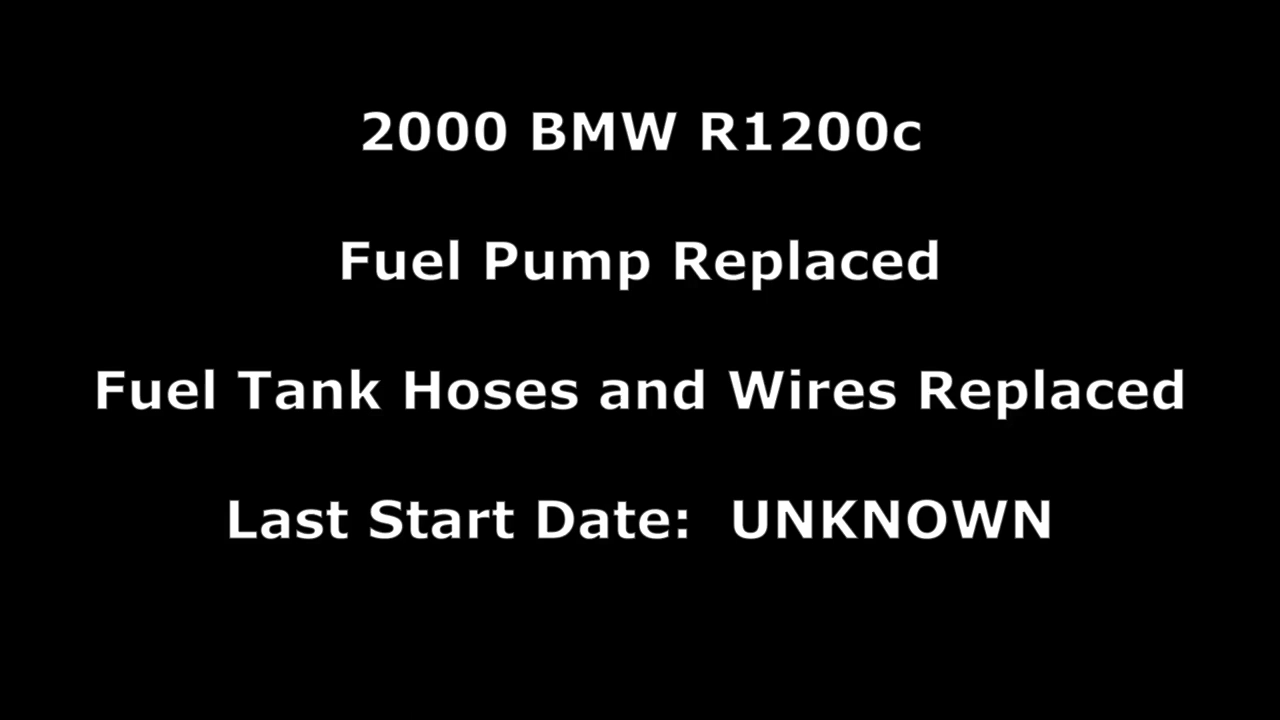 2000 BMW R1200c
Fuel Pump Replaced
Fuel Tank Hoses and Wires Replaced
Last Start Date:  UNKNOWN